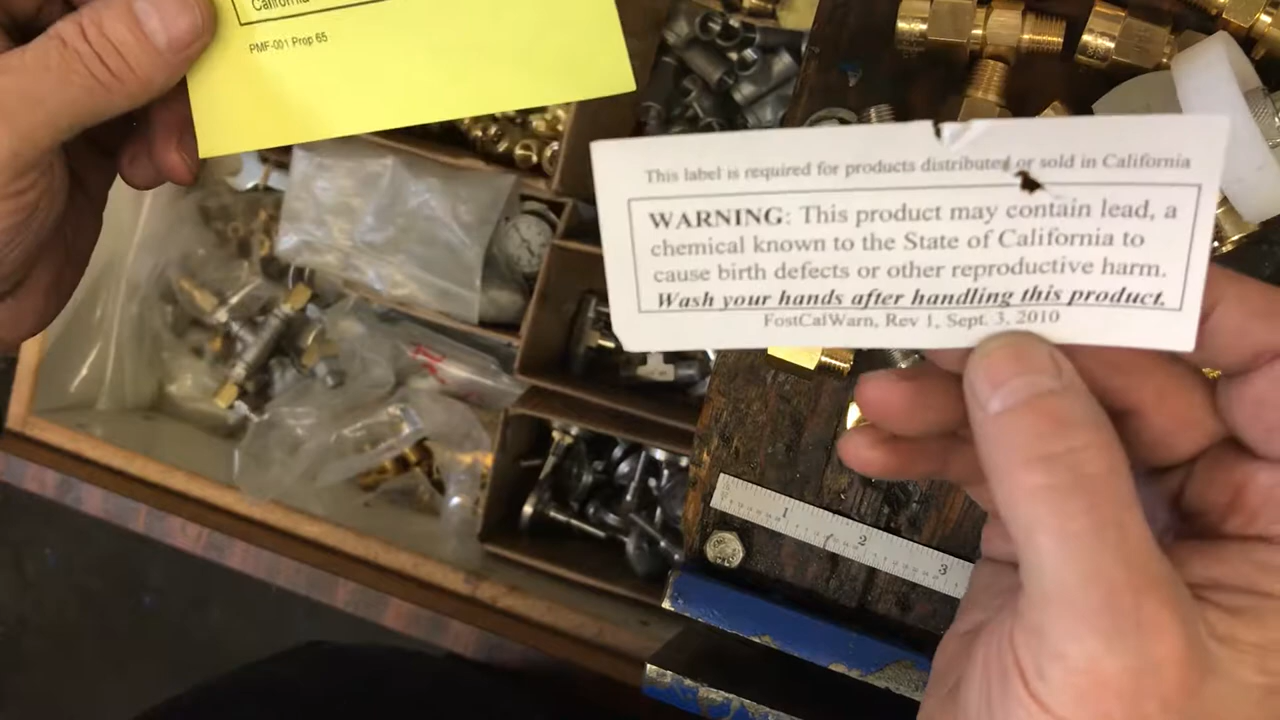 California
PMF-001 Prop 65
This label is required for products distributed or sold in California
WARNING: This product may contain lead, a
chemical known to the State of California to
cause birth defects or other reproductive harm.
Wash your hands after handling this product.
FostCalWarn, Rev 1, Sept. 3, 2010
1 2 3